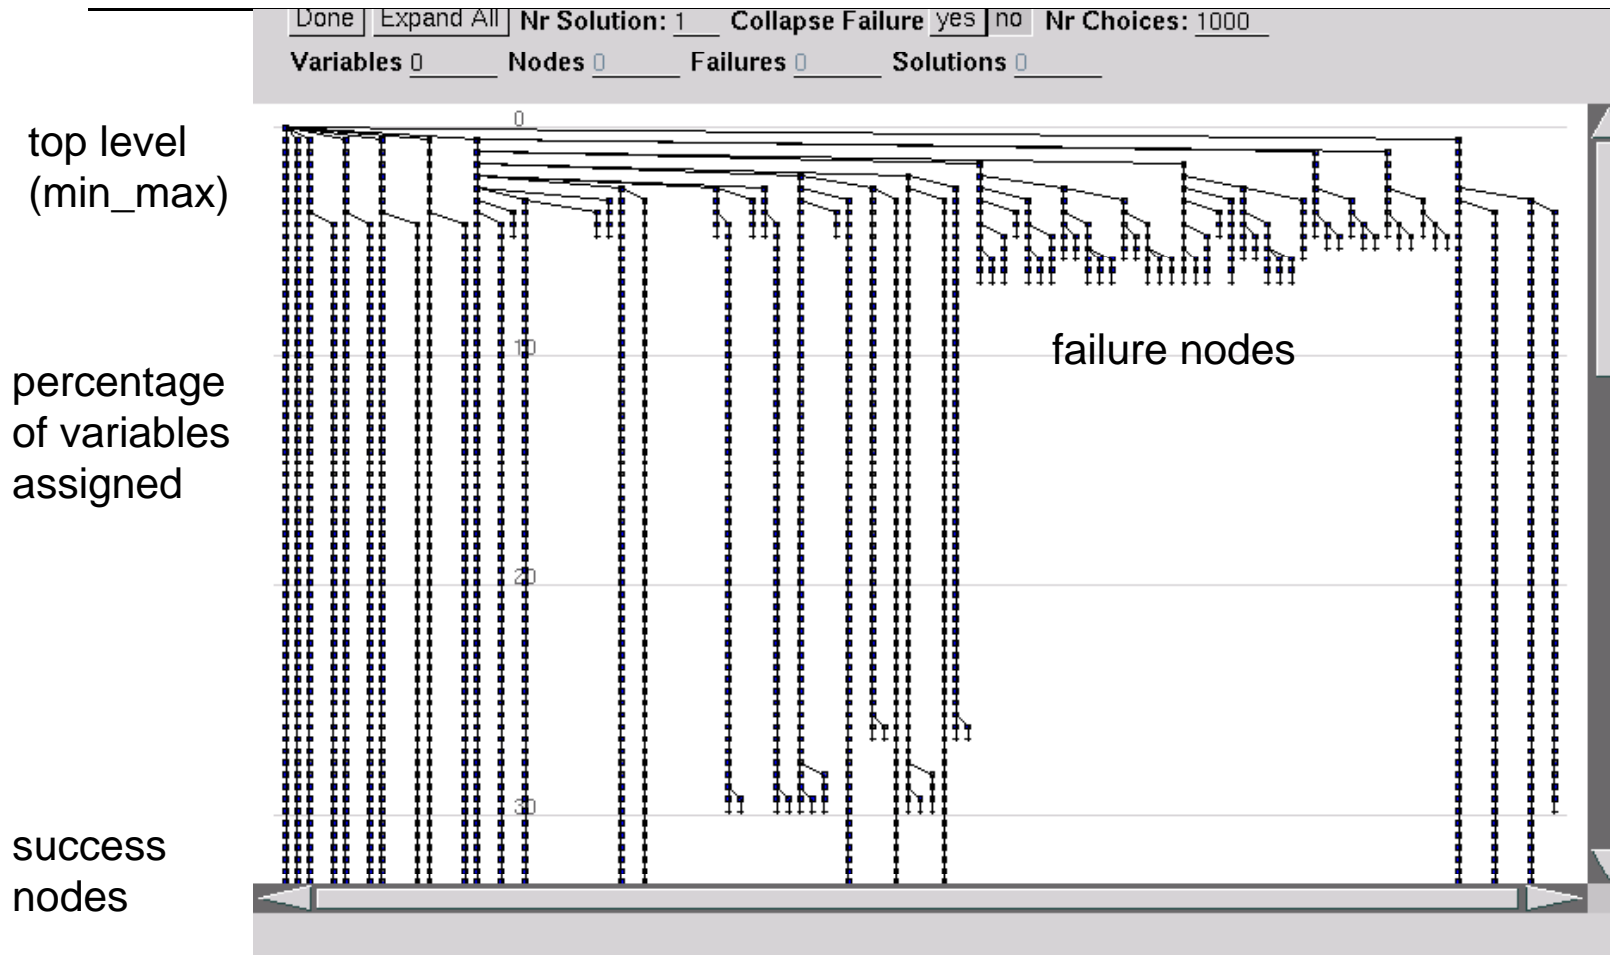 Done Expand All Nr Solution: 1 Collapse Failure yes no Nr Choices: 1000
Variables 0 Nodes 0 Failures 0 Solutions 0
0
top level
(min_max)
10
failure nodes
percentage
of variables
assigned
20
30
success
nodes